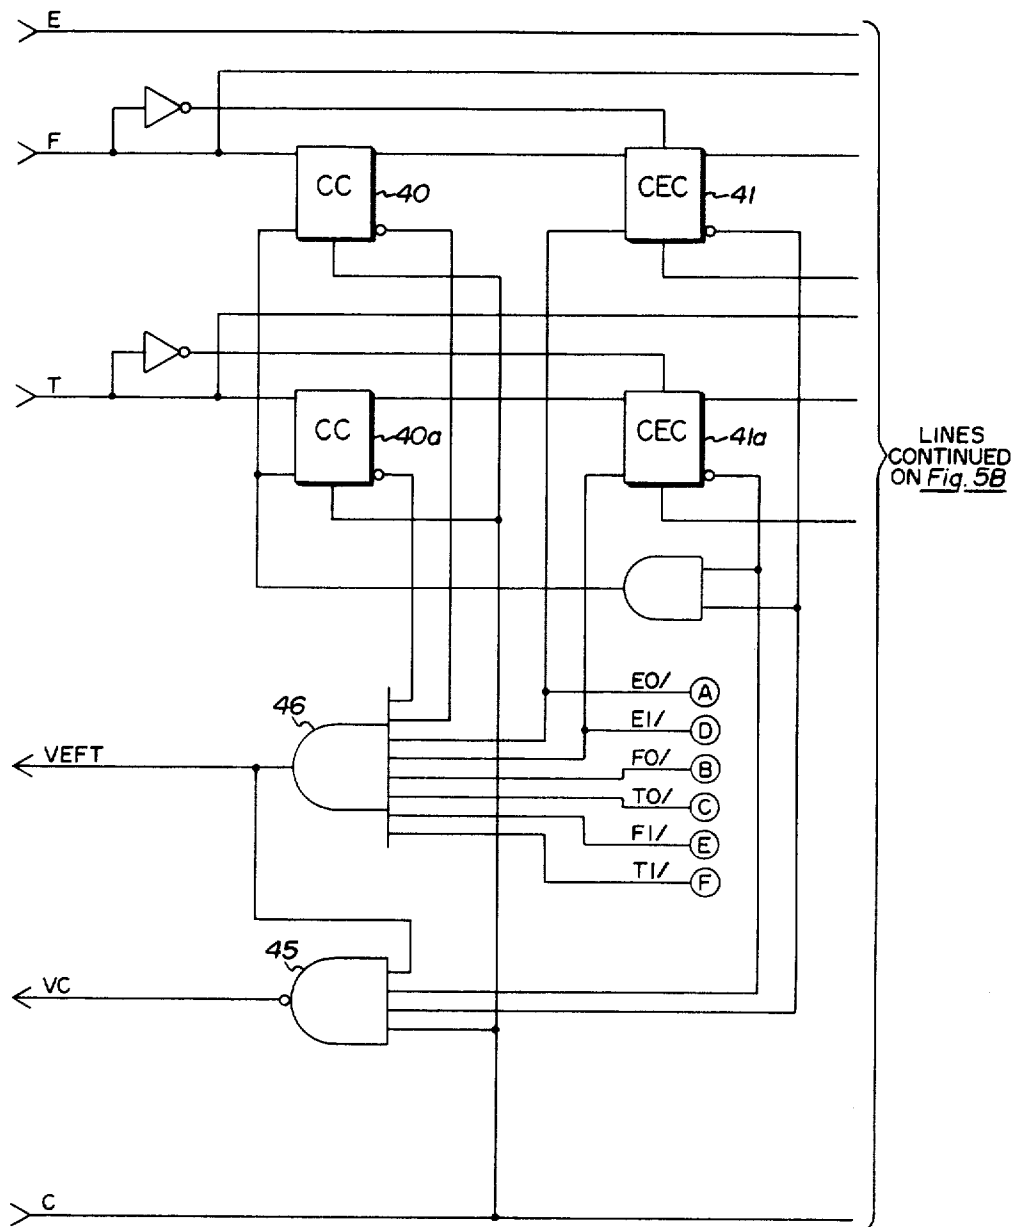 E
F
CC
40
CEC
41
T
CC
40a
CEC
41a
LINES
CONTINUED
ON Fig. 5B
46
E0/ A
E1/ D
VEFT
F0/ B
T0/ C
F1/ E
T1/ F
45
VC
C